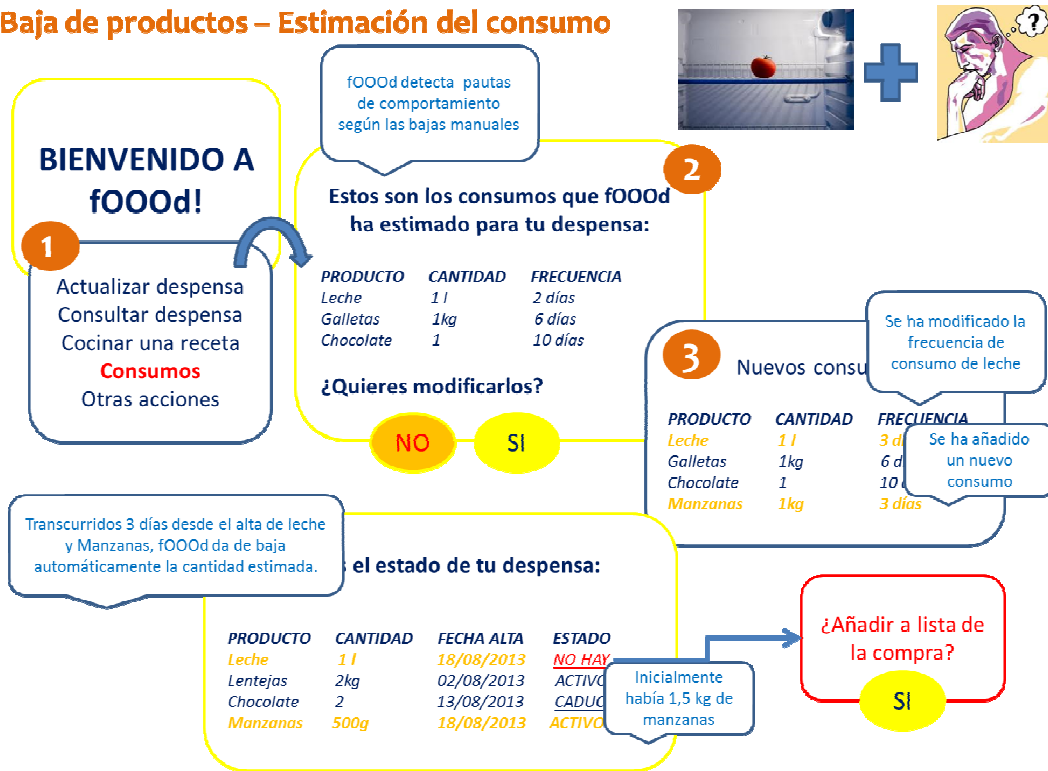 Baja de productos – Estimación del consumo
?
fOOOd detecta pautas
de comportamiento
según las bajas manuales
BIENVENIDO A
fOOOd!
1
Actualizar despensa
Consultar despensa
Cocinar una receta
Consumos
Otras acciones
2
Estos son los consumos que fOOOd
ha estimado para tu despensa:
PRODUCTO CANTIDAD FRECUENCIA
Leche 1 l 2 días
Galletas 1kg 6 días
Chocolate 1 10 días
¿Quieres modificarlos?
NO SI
3
Nuevos consu
Se ha modificado la
frecuencia de
consumo de leche
PRODUCTO CANTIDAD FRECUENCIA
Leche 1 l 3 d
Galletas 1kg 6 d
Chocolate 1 10
Manzanas 1kg 3 días
Se ha añadido
un nuevo
consumo
Transcurridos 3 días desde el alta de leche
y Manzanas, fOOOd da de baja
automáticamente la cantidad estimada.
el estado de tu despensa:
PRODUCTO CANTIDAD FECHA ALTA ESTADO
Leche 1 l 18/08/2013 NO HAY
Lentejas 2kg 02/08/2013 ACTIVO
Chocolate 2 13/08/2013 CADUC
Manzanas 500g 18/08/2013 ACTIVO
Inicialmente
había 1,5 kg de
manzanas
¿Añadir a lista de
la compra?
SI